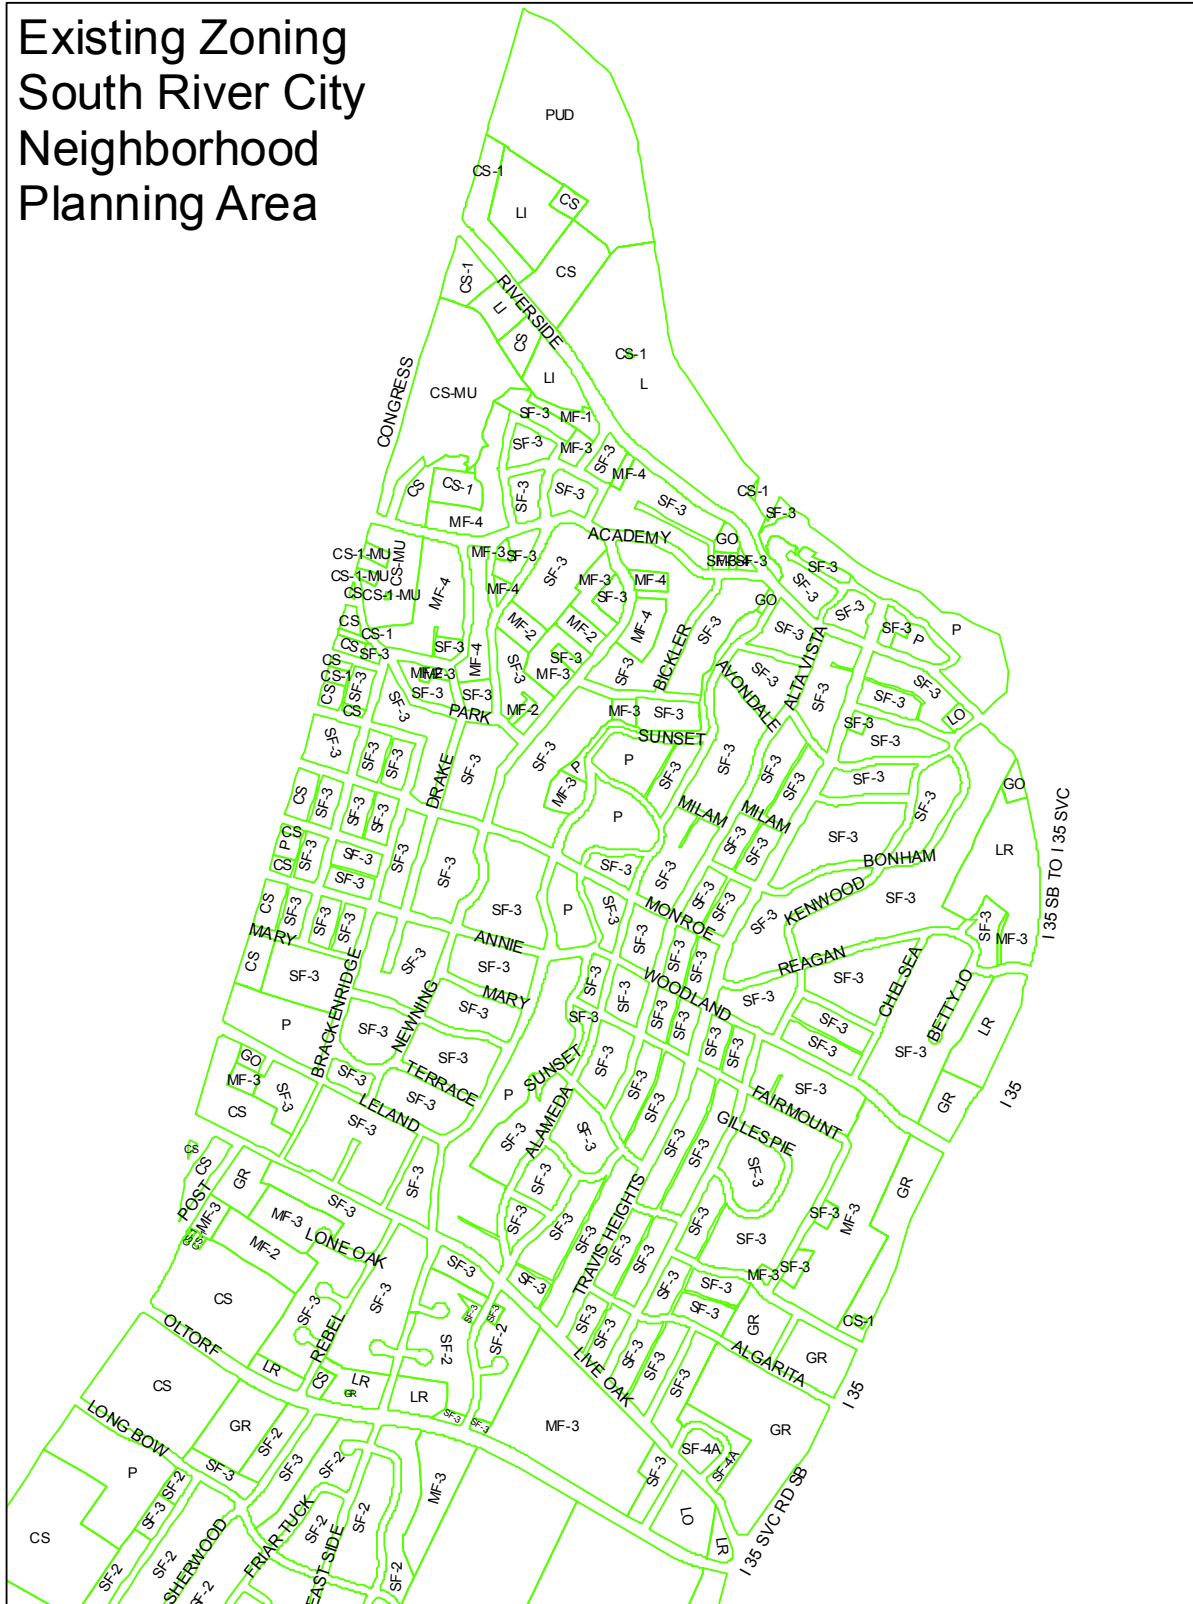 Existing Zoning
South River City
Neighborhood
Planning Area
PUD
CS-1
LI
CS
CS
CS-1
LI
RIVERSIDE
CS
LI
CS-1
L
CONGRESS
CS-MU
SF-3
MF-1
SF-3
MF-3
SF-3
MF-4
CS
CS-1
SF-3
SF-3
SF-3
CS-1
SF-3
MF-4
ACADEMY
GO
CS-1-MU
CS-MU
MF-3
SF-3
SF-3
SF-3
SF-3
CS-1-MU
MF-4
MF-4
MF-3
MF-4
SF-3
SF-3
CS
CS-1-MU
SF-3
GO
SF-3
CS
CS-1
MF-2
MF-2
MF-4
SF-3
SF-3
ALTA VISTA
SF-3
P
P
CS
SF-3
SF-3
MF-4
SF-3
SF-3
MF-3
SF-3
BICKLER
AVONDALE
SF-3
SF-3
CS
CS-1
SF-3
MF-3
SF-3
SF-3
SF-3
SF-3
CS
CS
SF-3
PARK
MF-2
MF-3
SF-3
SF-3
LO
SF-3
SF-3
SF-3
SF-3
SUNSET
SF-3
DRAKE
SF-3
SF-3
P
P
SF-3
SF-3
SF-3
SF-3
SF-3
GO
CS
SF-3
SF-3
SF-3
MF-3
P
MILAM
MILAM
SF-3
SF-3
CS
P
CS
SF-3
SF-3
SF-3
SF-3
SF-3
SF-3
SF-3
SF-3
SF-3
BONHAM
LR
I 35 SB TO I 35 SVC
CS
SF-3
SF-3
SF-3
SF-3
P
SF-3
MONROE
SF-3
SF-3
SF-3
KENWOOD
SF-3
SF-3
MF-3
MARY
BRACKENRIDGE
ANNIE
SF-3
SF-3
SF-3
REAGAN
CS
SF-3
SF-3
SF-3
MARY
SF-3
SF-3
WOODLAND
SF-3
SF-3
CHELSEA
BETTY JO
P
SF-3
NEWNING
SF-3
SF-3
SF-3
SF-3
SF-3
SF-3
SF-3
SF-3
SF-3
LR
GO
MF-3
SF-3
SF-3
SF-3
TERRACE
SF-3
P
SUNSET
SF-3
SF-3
SF-3
FAIRMOUNT
GR
I 35
CS
LELAND
SF-3
SF-3
ALAMEDA
SF-3
SF-3
SF-3
GILLESPIE
CS
CS
GR
SF-3
SF-3
SF-3
TRAVIS HEIGHTS
SF-3
GR
POST
MF-3
SF-3
MF-3
LONE OAK
SF-3
SF-3
SF-3
SF-3
SF-3
SF-3
SF-3
SF-3
MF-3
MF-2
SF-3
SF-3
SF-3
SF-3
SF-3
SF-3
MF-3
SF-3
CS
SF-3
REBEL
SF-3
SF-3
SF-2
SF-2
SF-3
SF-3
SF-3
SF-3
SF-3
SF-3
GR
CS-1
OLTORF
LR
CS
LR
GR
LR
SF-3
SF-3
LIVE OAK
ALGARITA
GR
I 35
CS
LONG BOW
GR
SF-2
SF-3
SF-2
MF-3
MF-3
SF-3
SF-4A
SF-4A
GR
P
SF-2
SF-3
SF-3
FRIAR TUCK
SF-2
SF-2
LO
LR
I 35 SVC RD SB
CS
SF-2
SF-2
SHERWOOD
EAST SIDE
SF-2